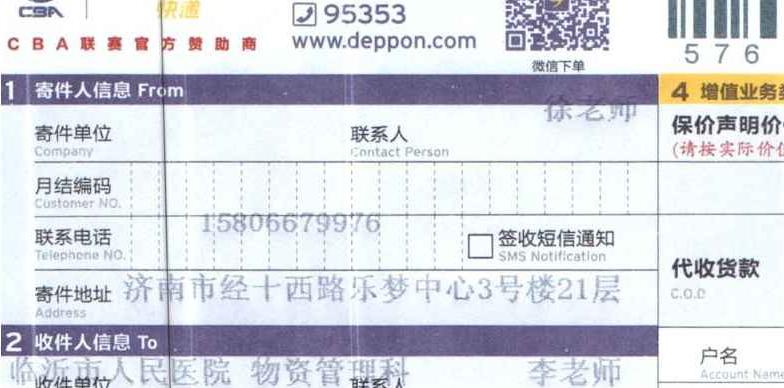 CBA 快递 95353
CBA联赛官方赞助商 www.deppon.com 微信下单 576
1 寄件人信息 From 徐老师 4 增值业务
寄件单位 联系人 保价声明价
Company Contact Person (请按实际价
月结编码
Customer NO.
15806679976
联系电话 签收短信通知
Telephone NO. SMS Notification 代收货款
寄件地址 济南市经十西路乐梦中心3号楼21层 C.O.D
Address
2 收件人信息 To 户名
临沂市人民医院 物资管理科 李老师 Account Name
收件单位 联系人